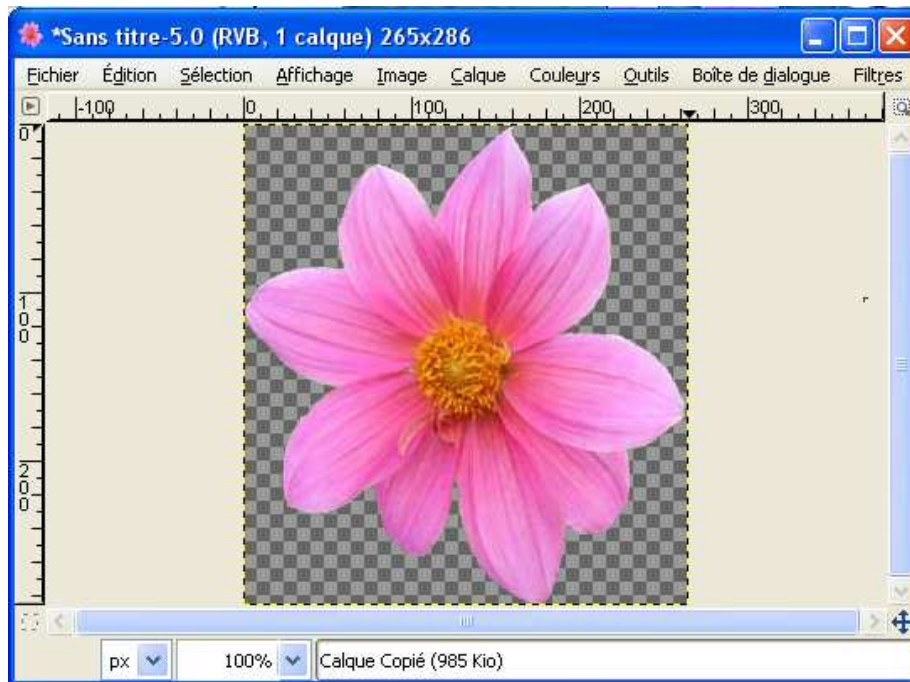 *Sans titre-5.0 (RVB, 1 calque) 265x286
Fichier Édition Sélection Affichage Image Calque Couleurs Outils Boîte de dialogue Filtres
-100 0 100 200 300
0
100
200
px 100% Calque Copié (985 Kio)